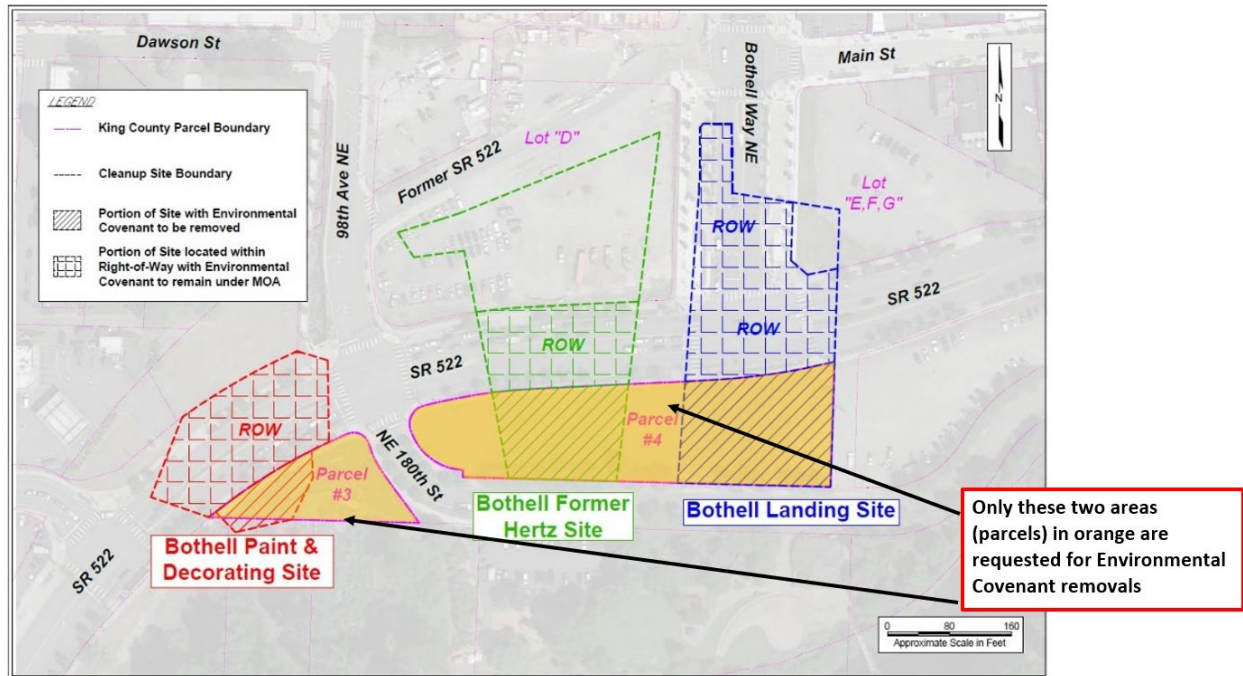 Dawson St
Bothell Way NE
Main St
N
LEGEND
King County Parcel Boundary
Cleanup Site Boundary
Portion of Site with Environmental
Covenant to be removed
Portion of Site located within
Right-of-Way with Environmental
Covenant to remain under MOA
98th Ave NE
Former SR 522
Lot "D"
Lot
"E,F,G"
ROW
ROW
ROW
ROW
SR 522
SR 522
SR 522
NE 180th St
Parcel
#3
Parcel
#4
Bothell Paint &
Decorating Site
Bothell Former
Hertz Site
Bothell Landing Site
Only these two areas
(parcels) in orange are
requested for Environmental
Covenant removals
0 80 160
Approximate Scale in Feet